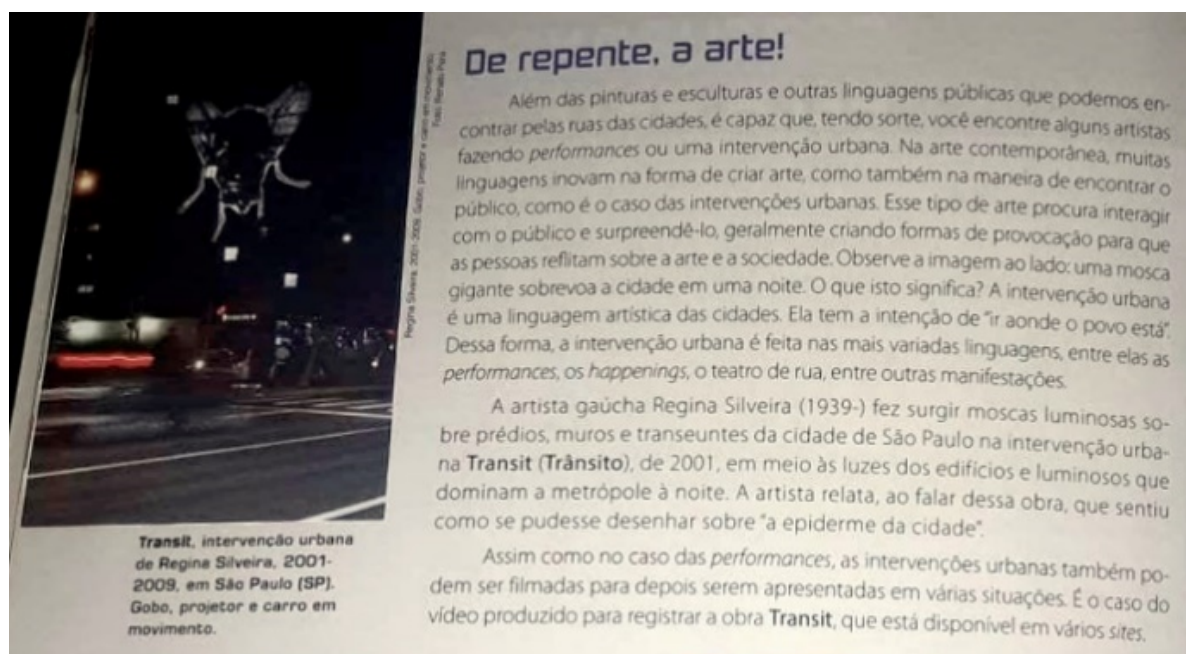 De repente, a arte!
Além das pinturas e esculturas e outras linguagens públicas que podemos en-
contrar pelas ruas das cidades, é capaz que, tendo sorte, você encontre alguns artistas
fazendo performances ou uma intervenção urbana. Na arte contemporânea, muitas
linguagens inovam na forma de criar arte, como também na maneira de encontrar o
público, como é o caso das intervenções urbanas. Esse tipo de arte procura interagir
com o público e surpreendê-lo, geralmente criando formas de provocação para que
as pessoas reflitam sobre a arte e a sociedade. Observe a imagem ao lado: uma mosca
gigante sobrevoa a cidade em uma noite. O que isto significa? A intervenção urbana
é uma linguagem artística das cidades. Ela tem a intenção de "ir aonde o povo está".
Dessa forma, a intervenção urbana é feita nas mais variadas linguagens, entre elas as
performances, os happenings, o teatro de rua, entre outras manifestações.
A artista gaúcha Regina Silveira (1939-) fez surgir moscas luminosas so-
bre prédios, muros e transeuntes da cidade de São Paulo na intervenção urba-
na Transit (Trânsito), de 2001, em meio às luzes dos edifícios e luminosos que
dominam a metrópole à noite. A artista relata, ao falar dessa obra, que sentiu
como se pudesse desenhar sobre "a epiderme da cidade".
Assim como no caso das performances, as intervenções urbanas também po-
dem ser filmadas para depois serem apresentadas em várias situações. É o caso do
vídeo produzido para registrar a obra Transit, que está disponível em vários sites.
Regina Silveira. 2001-2009. Gobo, projetor e carro em movimento.
Foto: Renato Pera
Transit, intervenção urbana
de Regina Silveira, 2001-
2009, em São Paulo (SP).
Gobo, projetor e carro em
movimento.